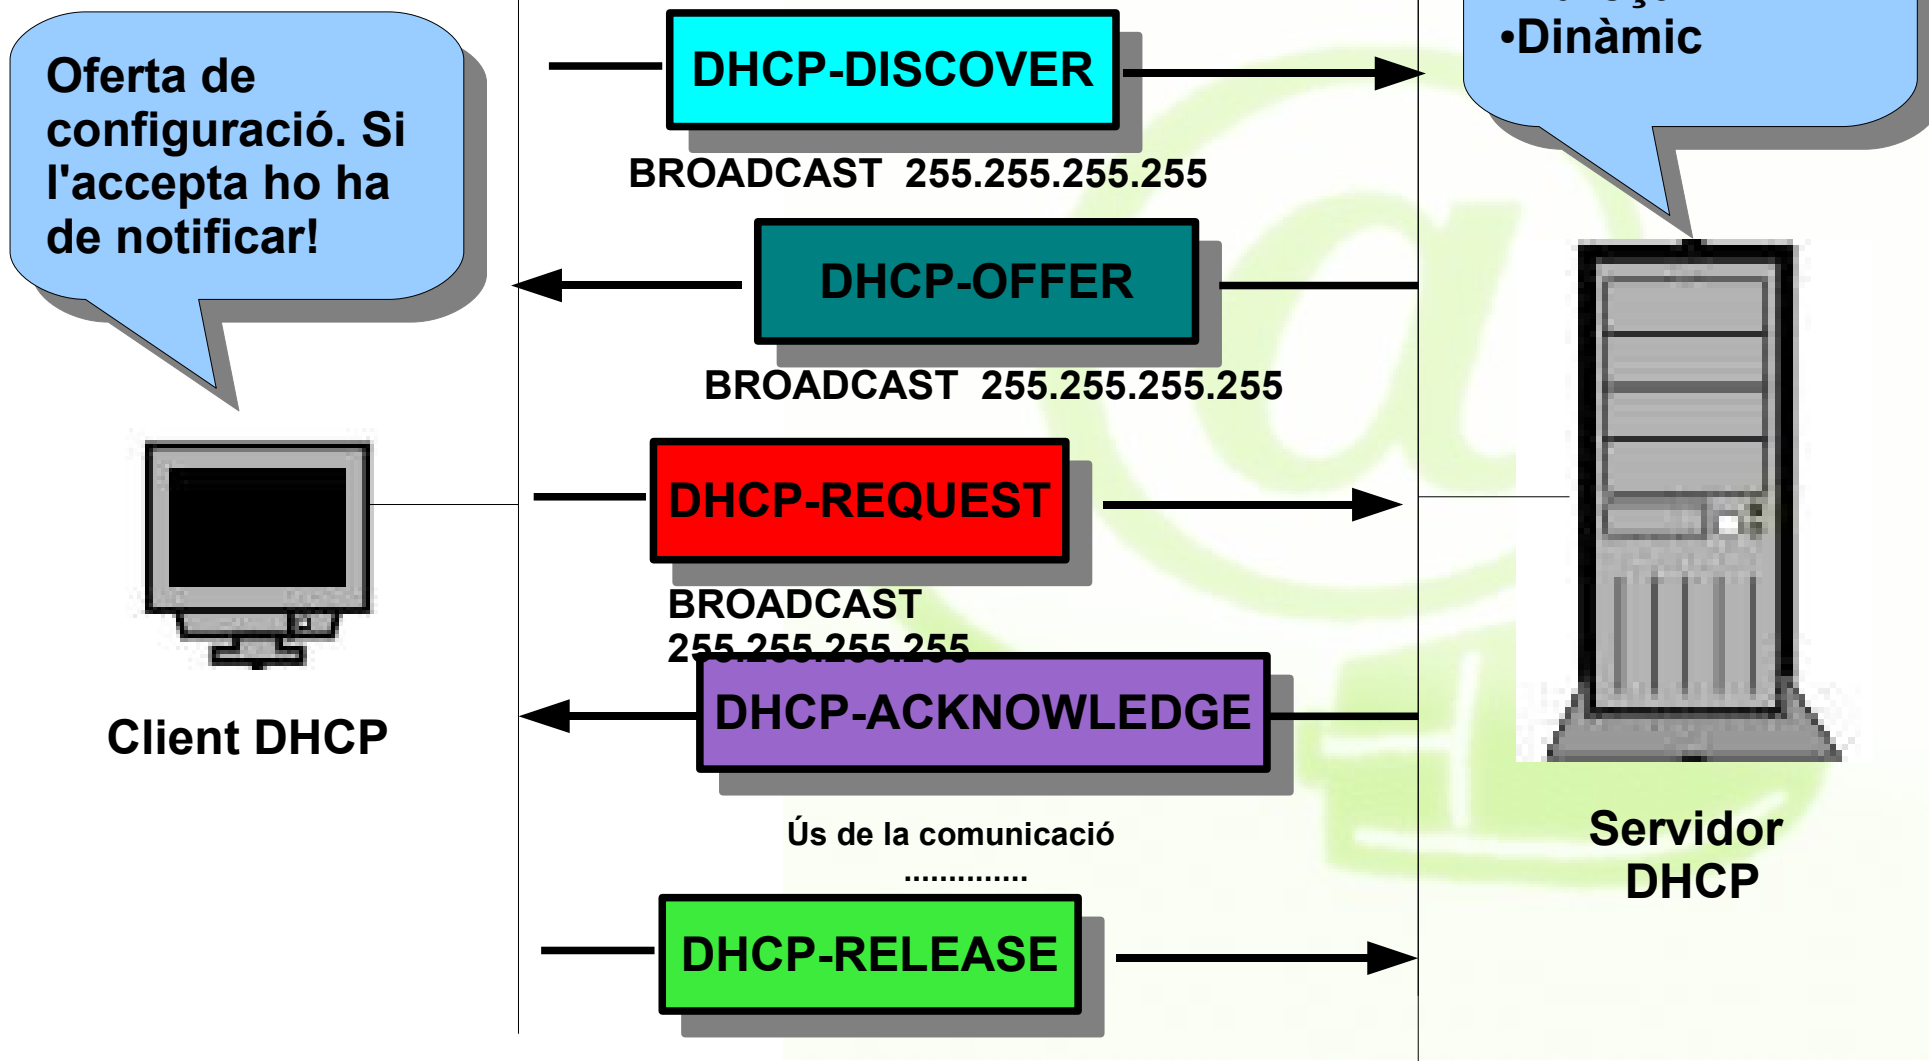 •Dinàmic
Oferta de
configuració. Si
l'accepta ho ha
de notificar!
DHCP-DISCOVER
BROADCAST 255.255.255.255
DHCP-OFFER
BROADCAST 255.255.255.255
DHCP-REQUEST
BROADCAST
255.255.255.255
DHCP-ACKNOWLEDGE
Client DHCP
Ús de la comunicació
..............
Servidor
DHCP
DHCP-RELEASE